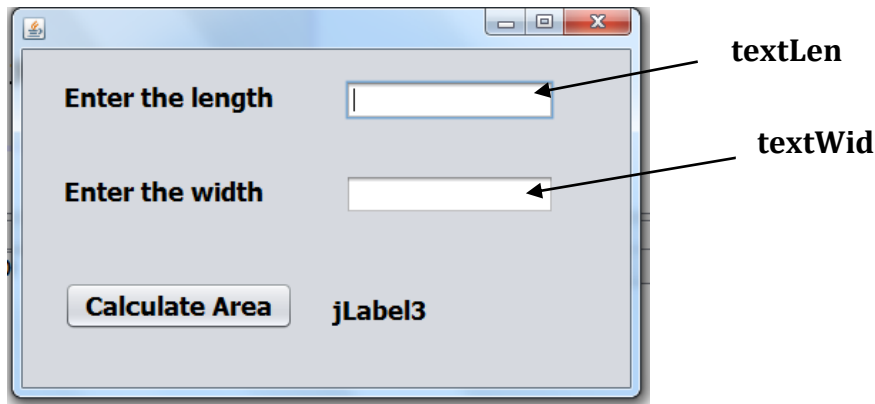 textLen
Enter the length
textWid
Enter the width
Calculate Area
jLabel3